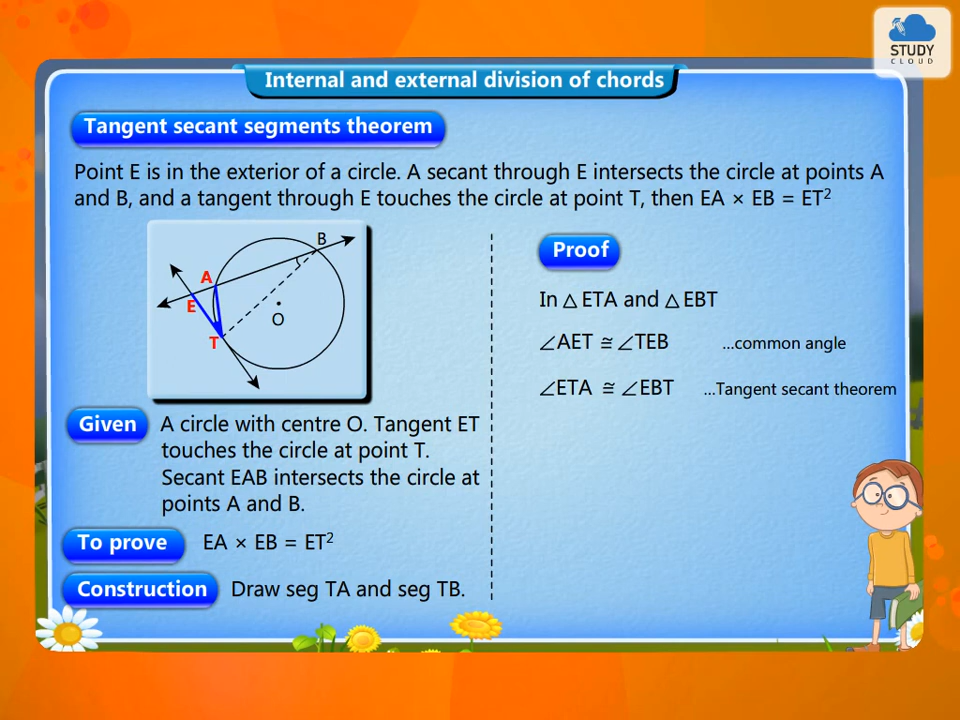 STUDY
CLOUD
Internal and external division of chords
Tangent secant segments theorem
Point E is in the exterior of a circle. A secant through E intersects the circle at points A
and B, and a tangent through E touches the circle at point T, then EA × EB = ET²
B
A
E
O
T
Given
A circle with centre O. Tangent ET
touches the circle at point T.
Secant EAB intersects the circle at
points A and B.
To prove
EA × EB = ET²
Construction
Draw seg TA and seg TB.
Proof
In △ ETA and △ EBT
∠AET ≅ ∠TEB ...common angle
∠ETA ≅ ∠EBT ...Tangent secant theorem